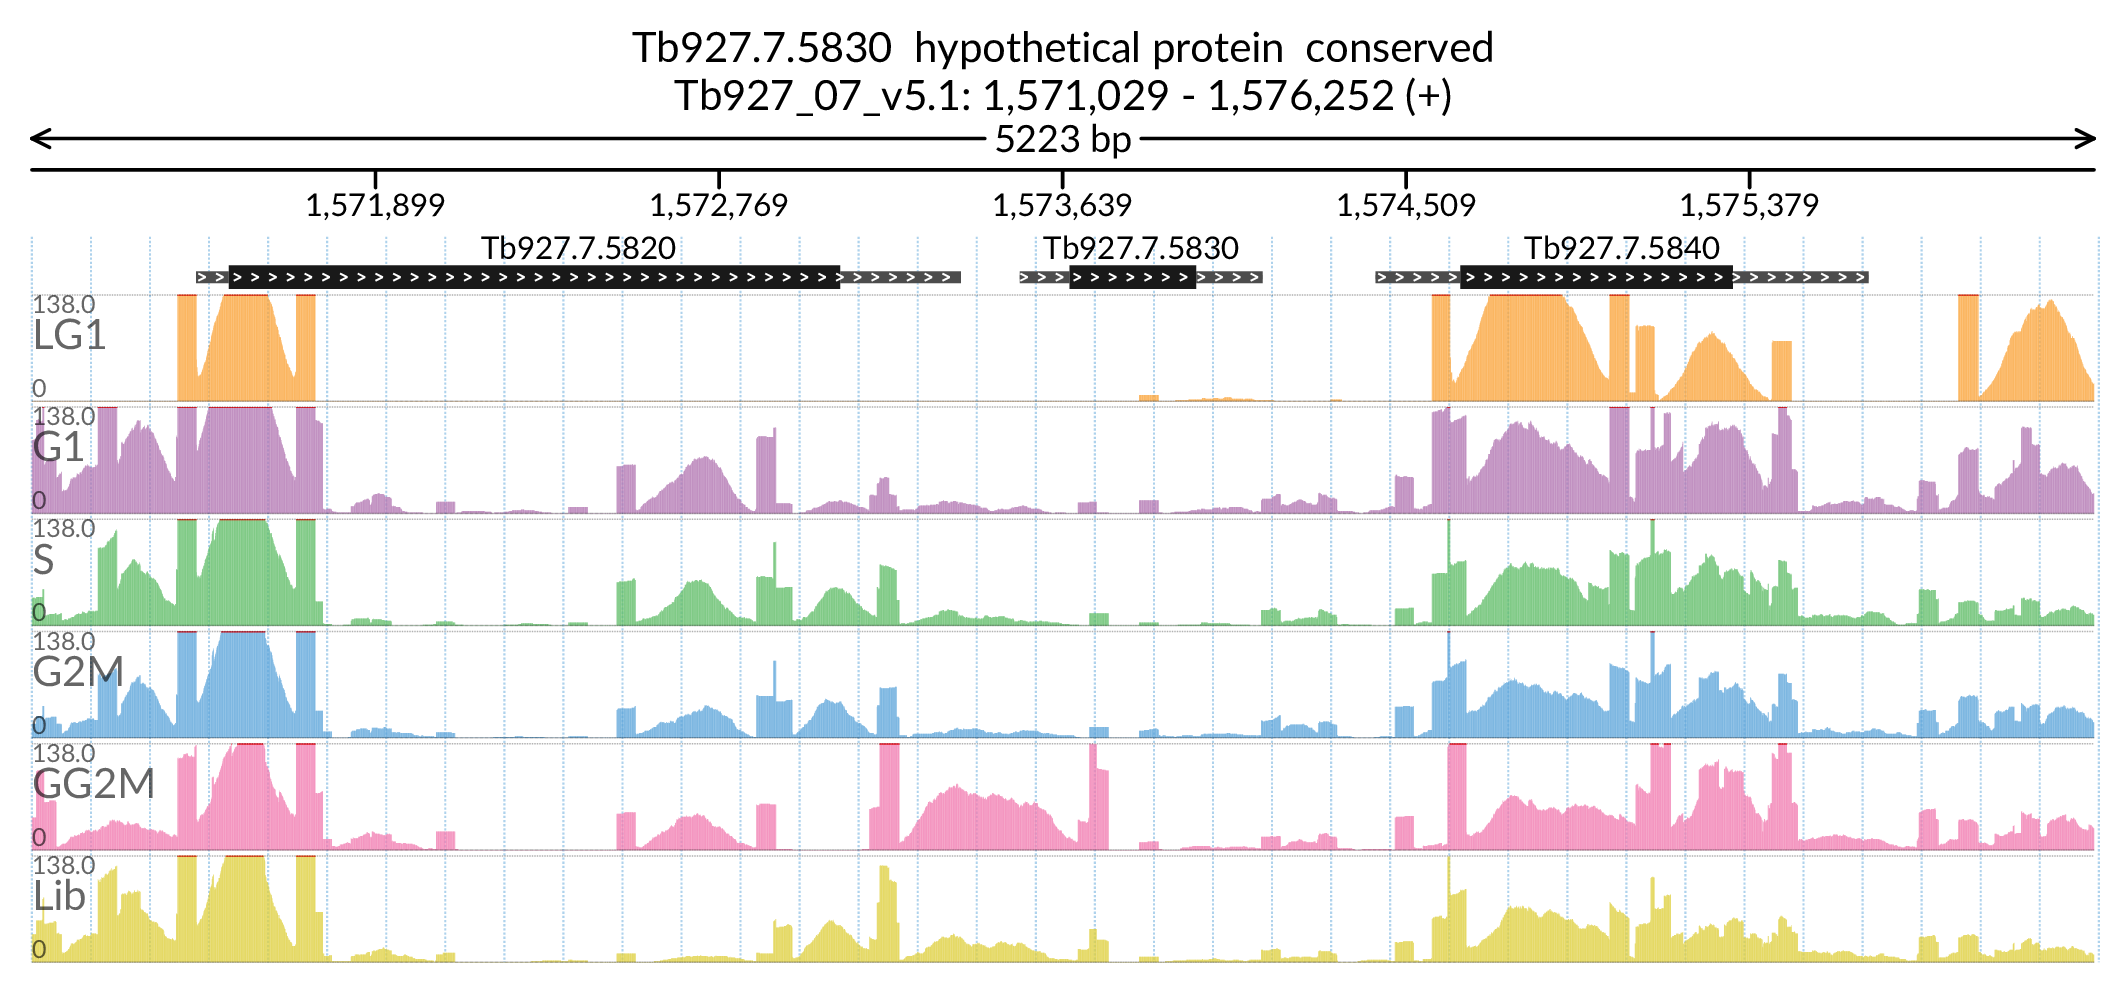 Tb927.7.5830  hypothetical protein  conserved
Tb927_07_v5.1: 1,571,029 - 1,576,252 (+)
5223 bp
1,571,899 1,572,769 1,573,639 1,574,509 1,575,379
Tb927.7.5820 Tb927.7.5830 Tb927.7.5840
138.0
LG1
0
138.0
G1
0
138.0
S
0
138.0
G2M
0
138.0
GG2M
0
138.0
Lib
0